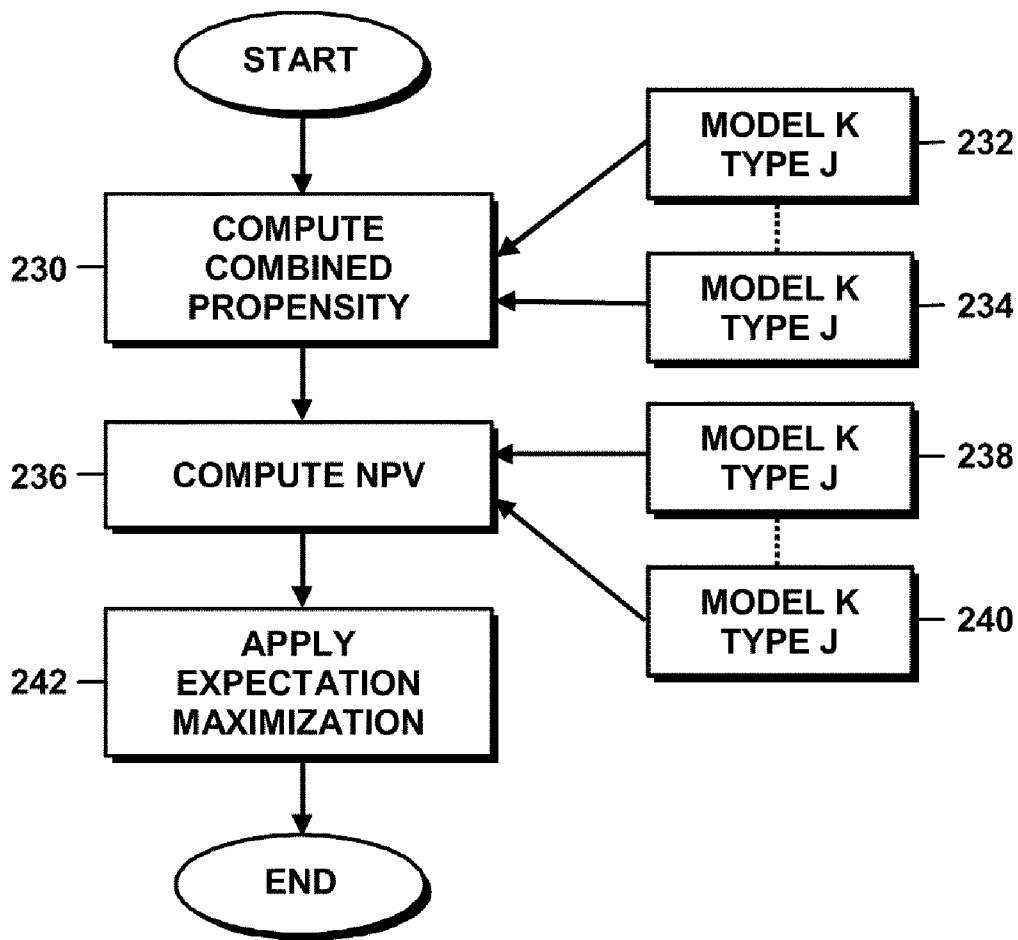 START
MODEL K
TYPE J
232
COMPUTE
COMBINED
PROPENSITY
230
MODEL K
TYPE J
234
COMPUTE NPV
236
MODEL K
TYPE J
238
MODEL K
TYPE J
240
APPLY
EXPECTATION
MAXIMIZATION
242
END